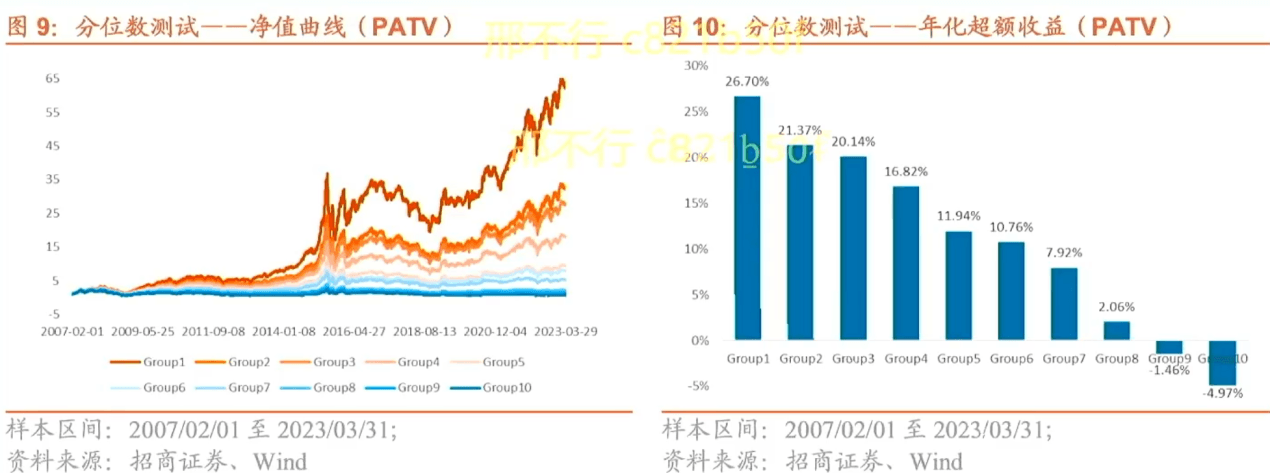 图 9：分位数测试——净值曲线（PATV）
65
55
45
35
25
15
5
-5
2007-02-01 2009-05-25 2011-09-08 2014-01-08 2016-04-27 2018-08-13 2020-12-04 2023-03-29
Group1 Group2 Group3 Group4 Group5
Group6 Group7 Group8 Group9 Group10
样本区间：2007/02/01 至 2023/03/31;
资料来源：招商证券、Wind
图 10：分位数测试——年化超额收益（PATV）
30%
25%
20%
15%
10%
5%
0%
-5%
26.70%
21.37%
20.14%
16.82%
11.94%
10.76%
7.92%
2.06%
-1.46%
-4.97%
Group1 Group2 Group3 Group4 Group5 Group6 Group7 Group8 Group9 Group10
样本区间：2007/02/01 至 2023/03/31;
资料来源：招商证券、Wind
邢不行 c821b50f
邢不行 c821b50f